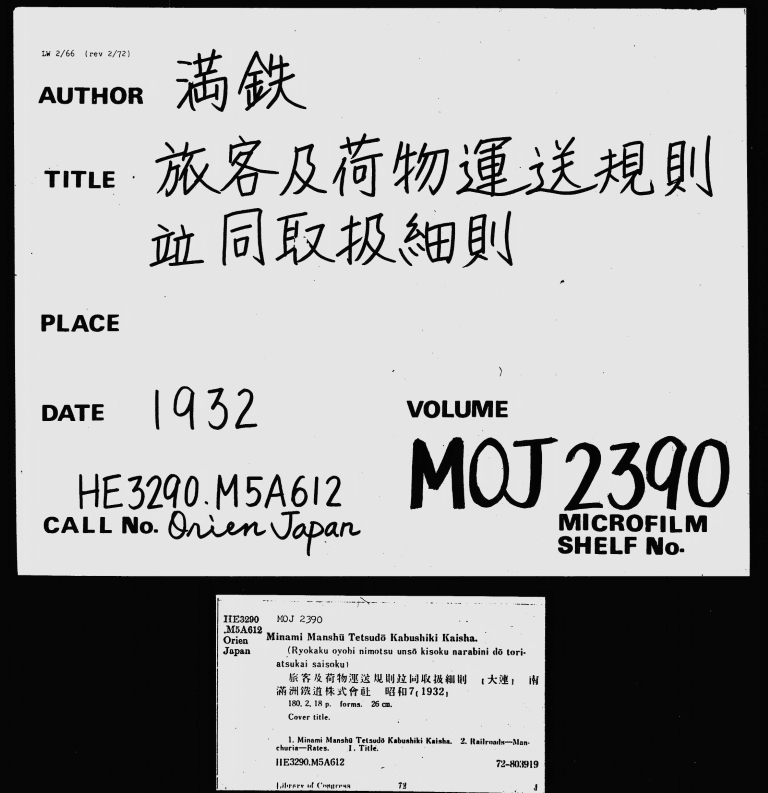 LW 2/66 (rev 2/72)
AUTHOR 満鉄
TITLE 旅客及荷物運送規則
竝同取扱細則
PLACE
DATE 1932
VOLUME
MOJ 2390
HE3290.M5A612
CALL No. Orien Japan
MICROFILM
SHELF No.
HE3290 MOJ 2390
.M5A612
Orien
Japan
Minami Manshū Tetsudō Kabushiki Kaisha.
(Ryokaku oyobi nimotsu unsō kisoku narabini dō tori-
atsukai saisoku)
旅客及荷物運送規則竝同取扱細則 [大連] 南
滿洲鐵道株式會社 昭和7[1932]
180, 2, 18 p. forms. 26 cm.
Cover title.
1. Minami Manshū Tetsudō Kabushiki Kaisha. 2. Railroads—Man-
churia—Rates. I. Title.
HE3290.M5A612 72-803919
Library of Congress 72